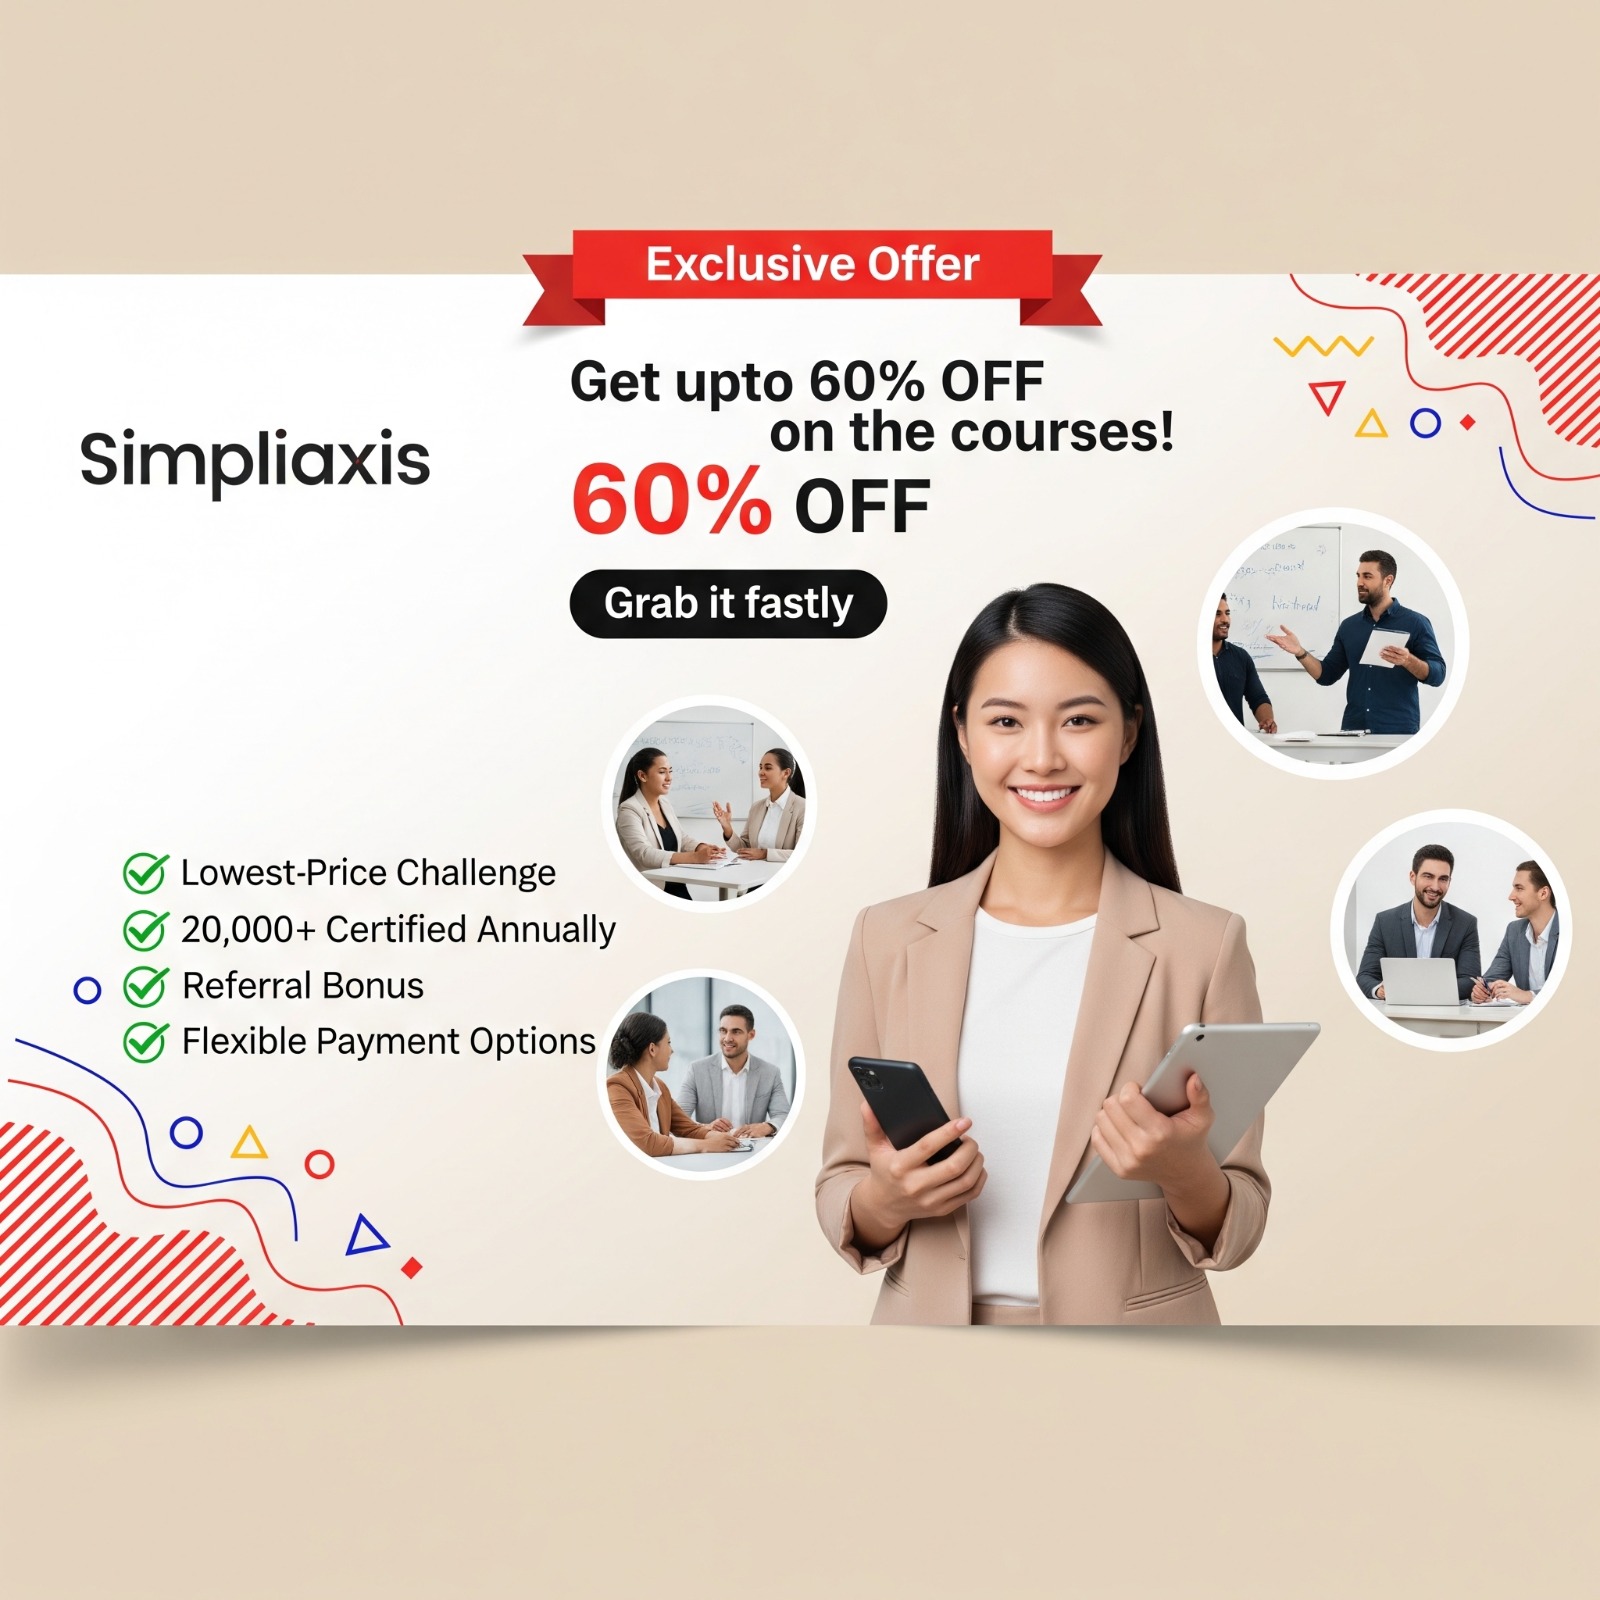 Exclusive Offer
Get upto 60% OFF
on the courses!
Simpliaxis
60% OFF
Grab it fastly
Lowest-Price Challenge
20,000+ Certified Annually
Referral Bonus
Flexible Payment Options